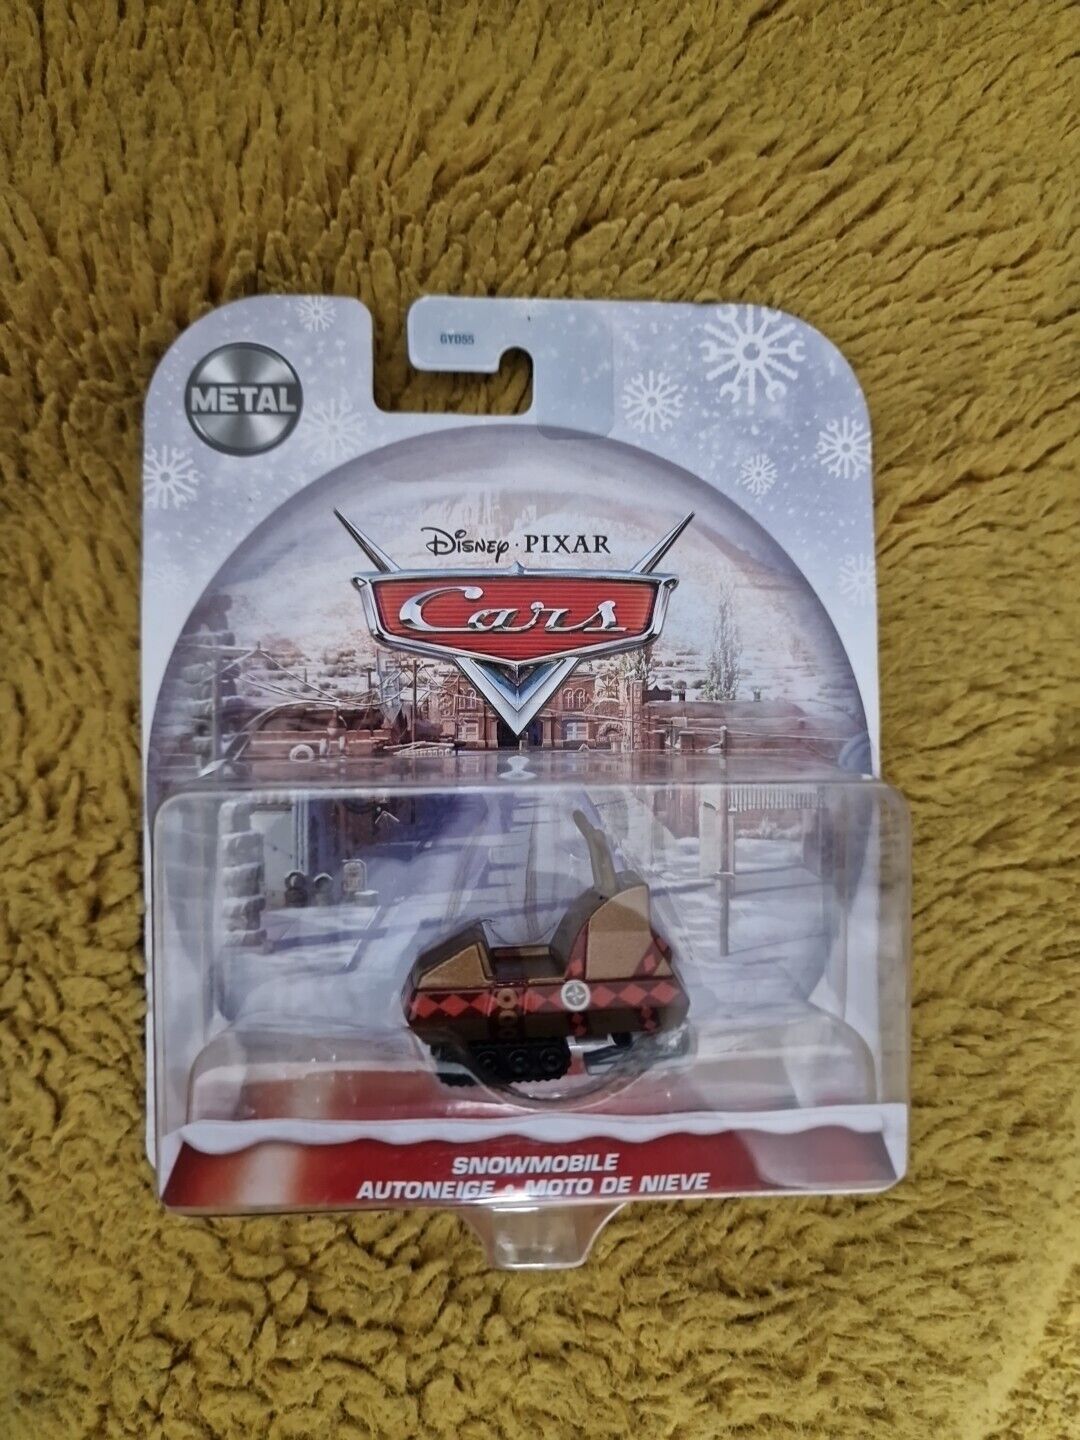 GYD55
METAL
Disney · PIXAR
Cars
SNOWMOBILE
AUTONEIGE • MOTO DE NIEVE